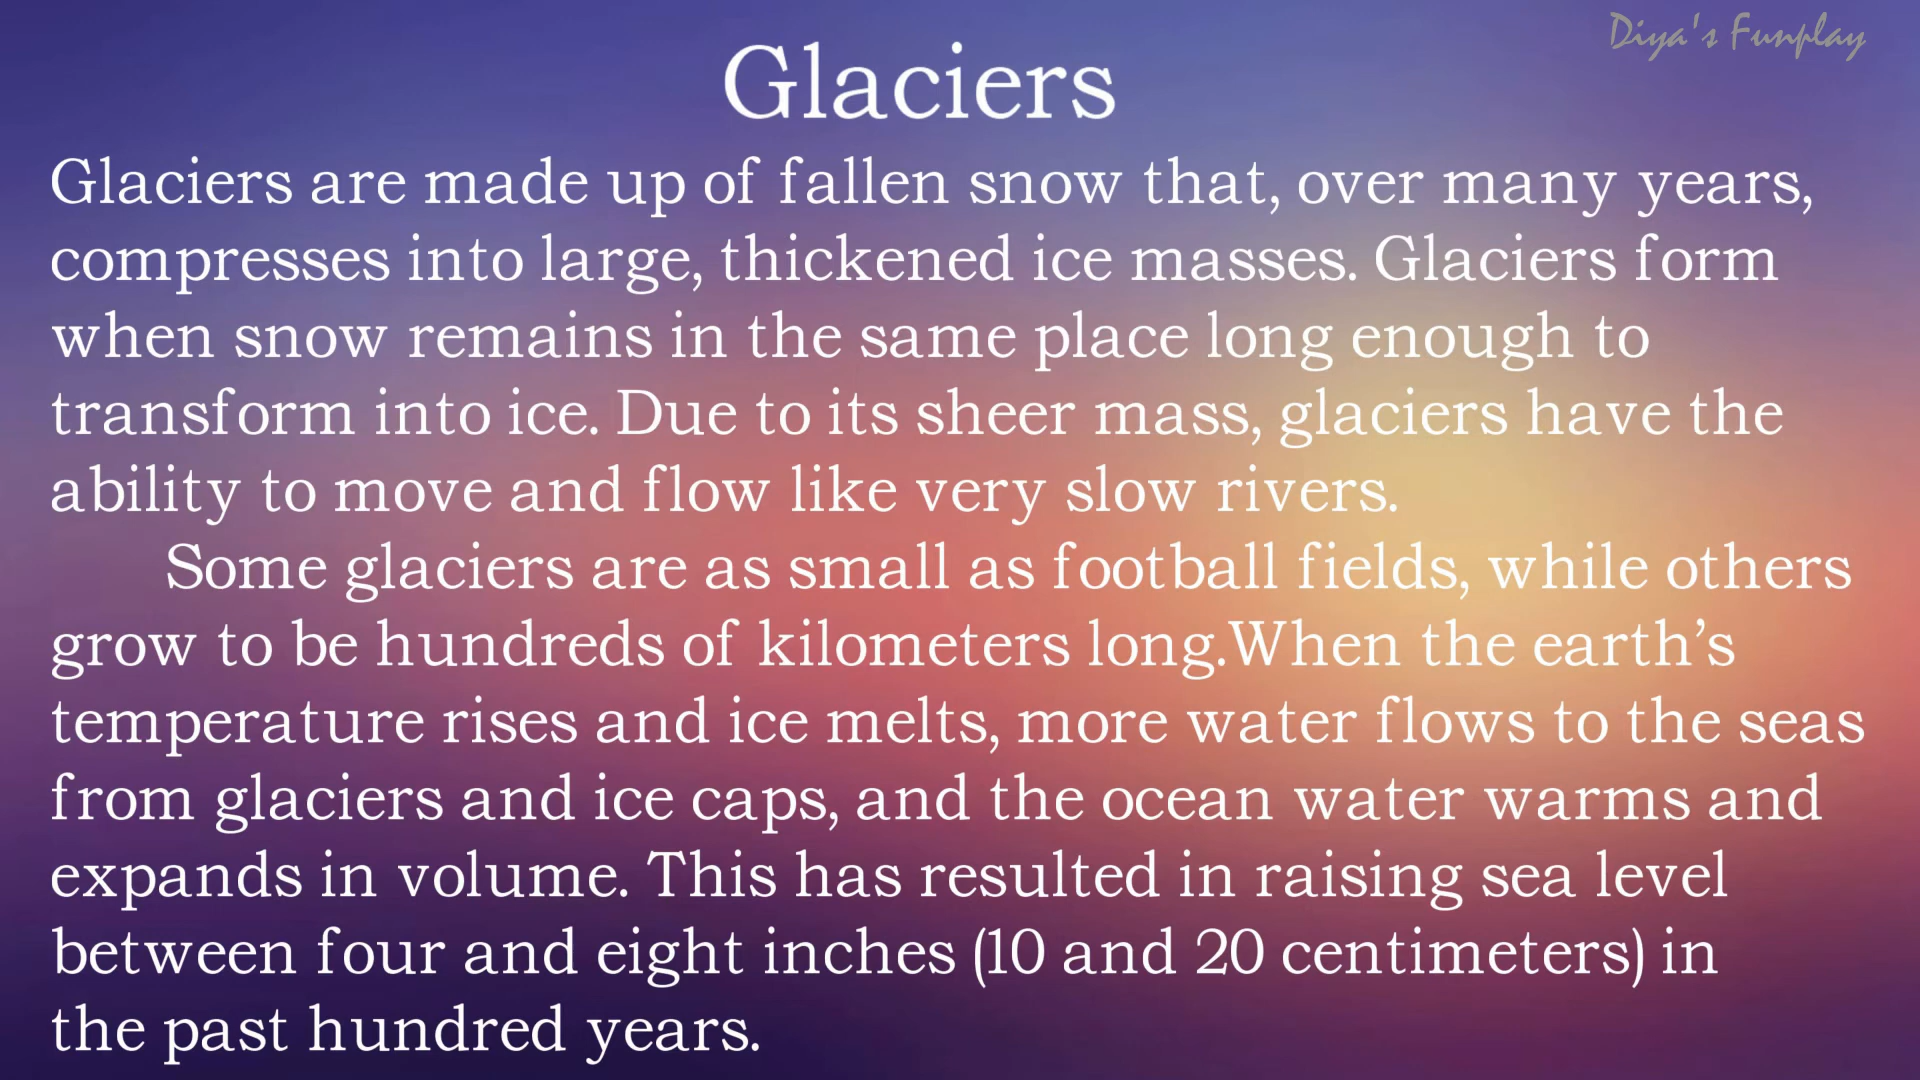 Diya's Funplay
Glaciers
Glaciers are made up of fallen snow that, over many years,
compresses into large, thickened ice masses. Glaciers form
when snow remains in the same place long enough to
transform into ice. Due to its sheer mass, glaciers have the
ability to move and flow like very slow rivers.
Some glaciers are as small as football fields, while others
grow to be hundreds of kilometers long.When the earth’s
temperature rises and ice melts, more water flows to the seas
from glaciers and ice caps, and the ocean water warms and
expands in volume. This has resulted in raising sea level
between four and eight inches (10 and 20 centimeters) in
the past hundred years.